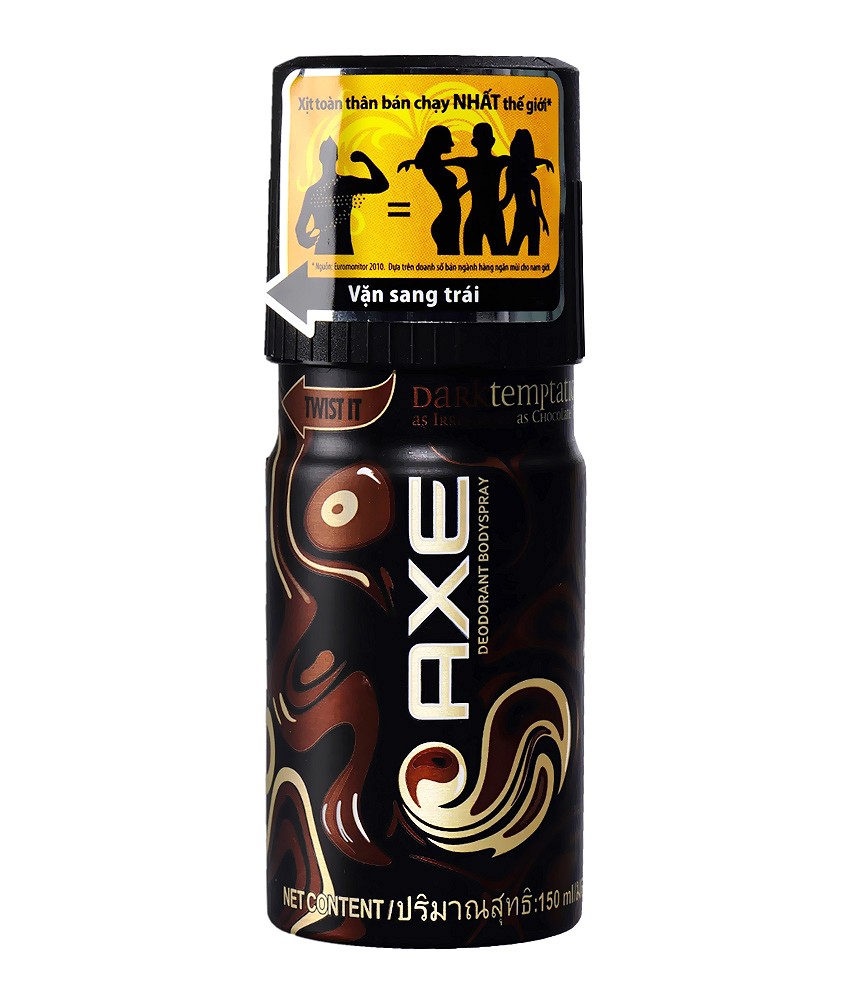 Xịt toàn thân bán chạy NHẤT thế giới*
=
* Nguồn: Euromonitor 2010. Dựa trên doanh số bán ngành hàng ngăn mùi cho nam giới.
Vặn sang trái
TWIST IT
DARKtemptatio
as as Chocolate
AXE
DEODORANT BODYSPRAY
NET CONTENT/ปริมาณสุทธิ:150 ml/